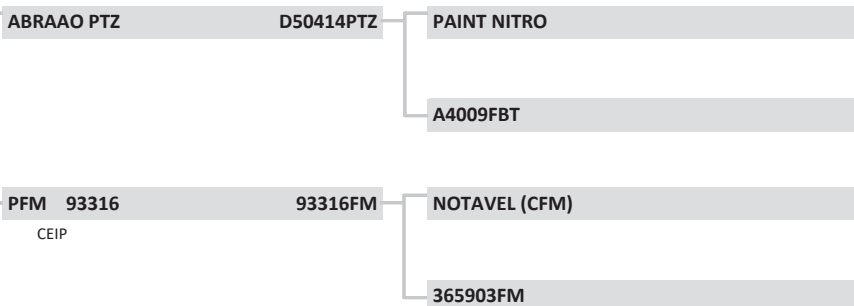 ABRAAO PTZ D50414PTZ PAINT NITRO
A4009FBT
PFM 93316 93316FM NOTAVEL (CFM)
CEIP
365903FM